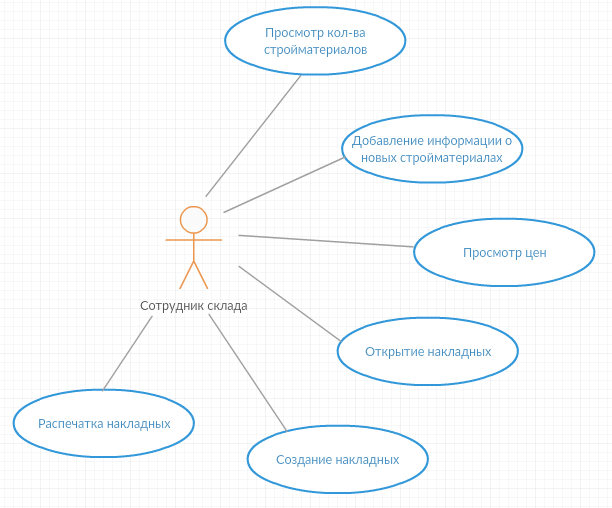 Просмотр кол-ва
стройматериалов
Добавление информации о
новых стройматериалах
Просмотр цен
Сотрудник склада
Открытие накладных
Распечатка накладных
Создание накладных